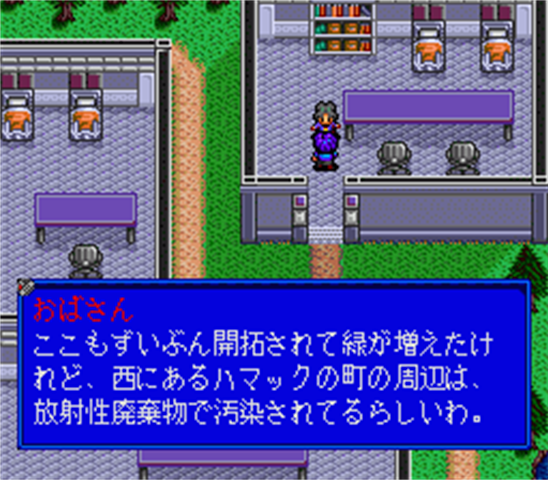 おばさん
ここもずいぶん開拓されて緑が増えたけ
れど、西にあるハマックの町の周辺は、
放射性廃棄物で汚染されてるらしいわ。